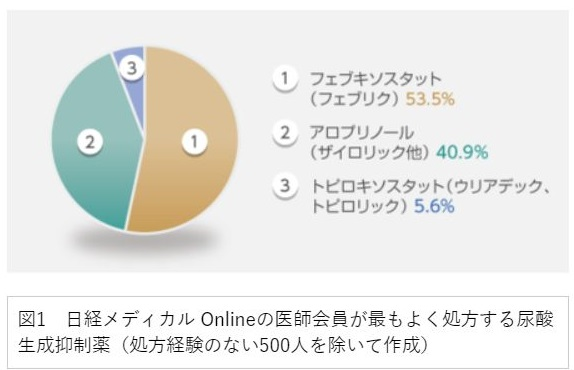 1
2
3
1 フェブキソスタット
（フェブリク） 53.5%
2 アロプリノール
（ザイロリック他） 40.9%
3 トピロキソスタット（ウリアデック、
トピロリック） 5.6%
図1　日経メディカル Onlineの医師会員が最もよく処方する尿酸
生成抑制薬（処方経験のない500人を除いて作成）